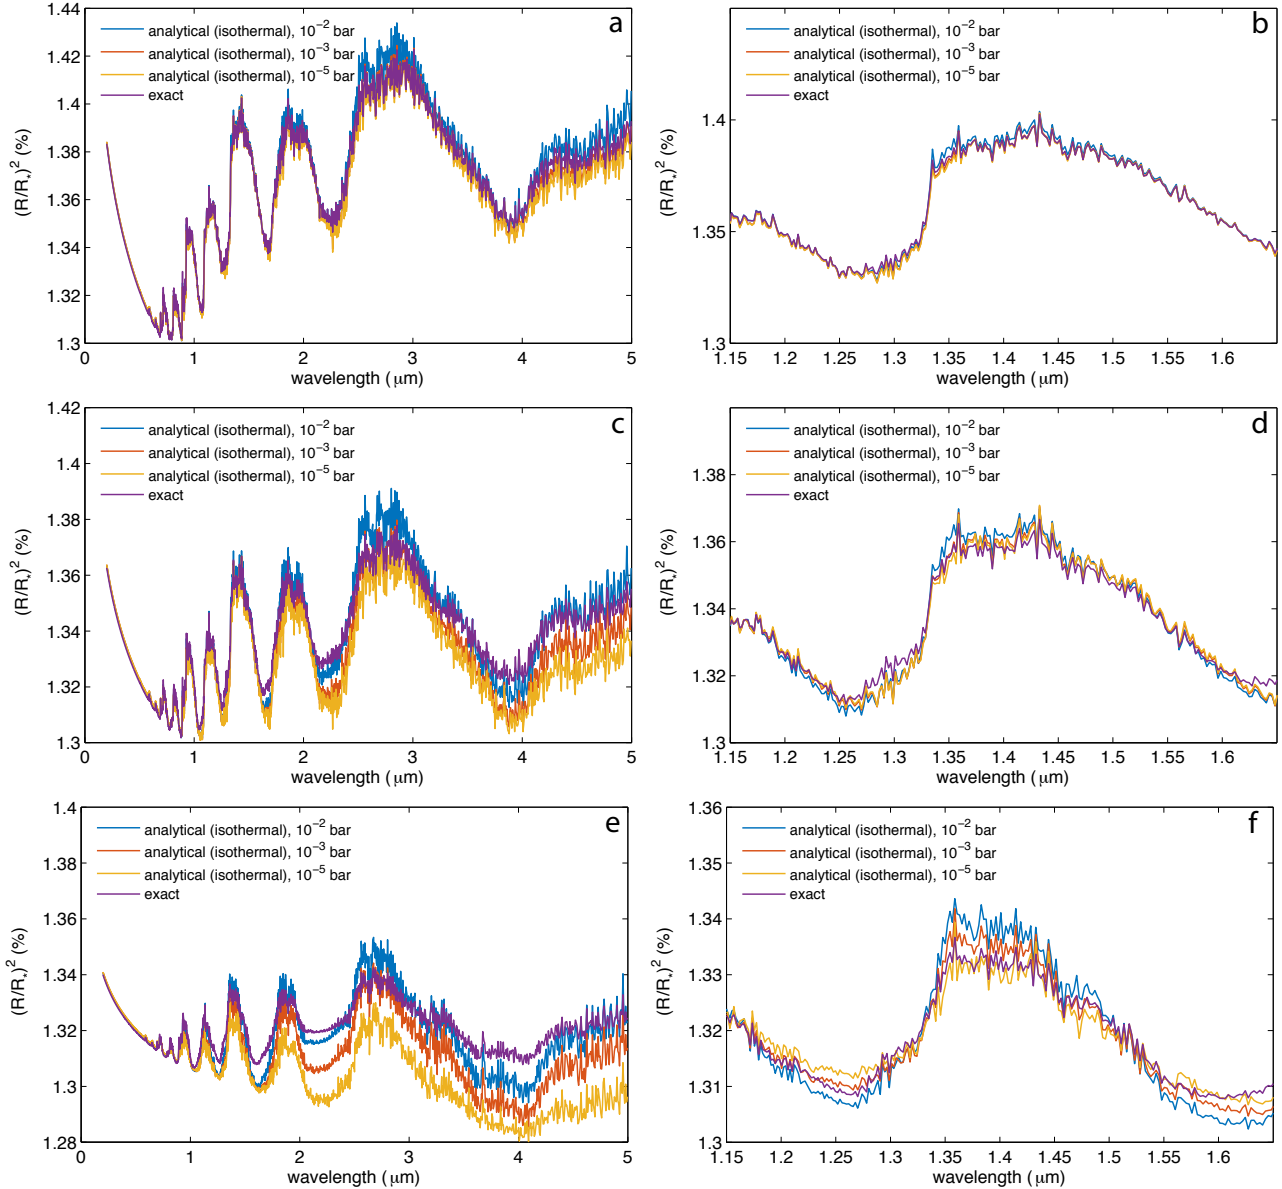 a
1.44
1.42
1.4
1.38
1.36
1.34
1.32
1.3
(R/R*)² (%)
analytical (isothermal), 10⁻² bar
analytical (isothermal), 10⁻³ bar
analytical (isothermal), 10⁻⁵ bar
exact
0 1 2 3 4 5
wavelength (μm)
b
1.4
1.35
1.3
(R/R*)² (%)
analytical (isothermal), 10⁻² bar
analytical (isothermal), 10⁻³ bar
analytical (isothermal), 10⁻⁵ bar
exact
1.15 1.2 1.25 1.3 1.35 1.4 1.45 1.5 1.55 1.6
wavelength (μm)
c
1.42
1.4
1.38
1.36
1.34
1.32
1.3
(R/R*)² (%)
analytical (isothermal), 10⁻² bar
analytical (isothermal), 10⁻³ bar
analytical (isothermal), 10⁻⁵ bar
exact
0 1 2 3 4 5
wavelength (μm)
d
1.38
1.36
1.34
1.32
1.3
(R/R*)² (%)
analytical (isothermal), 10⁻² bar
analytical (isothermal), 10⁻³ bar
analytical (isothermal), 10⁻⁵ bar
exact
1.15 1.2 1.25 1.3 1.35 1.4 1.45 1.5 1.55 1.6
wavelength (μm)
e
1.4
1.38
1.36
1.34
1.32
1.3
1.28
(R/R*)² (%)
analytical (isothermal), 10⁻² bar
analytical (isothermal), 10⁻³ bar
analytical (isothermal), 10⁻⁵ bar
exact
0 1 2 3 4 5
wavelength (μm)
f
1.36
1.35
1.34
1.33
1.32
1.31
1.3
(R/R*)² (%)
analytical (isothermal), 10⁻² bar
analytical (isothermal), 10⁻³ bar
analytical (isothermal), 10⁻⁵ bar
exact
1.15 1.2 1.25 1.3 1.35 1.4 1.45 1.5 1.55 1.6
wavelength (μm)